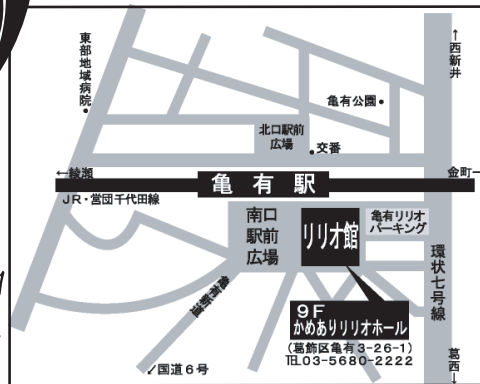 東部地域病院
↑西新井
亀有公園
北口駅前
広場
交番
←綾瀬
亀有駅
金町→
JR・営団千代田線
南口
駅前
広場
リリオ館
亀有リリオ
パーキング
環状七号線
亀有新道
9F
かめありリリオホール
(葛飾区亀有3-26-1)
TEL03-5680-2222
↙国道6号
葛西↓